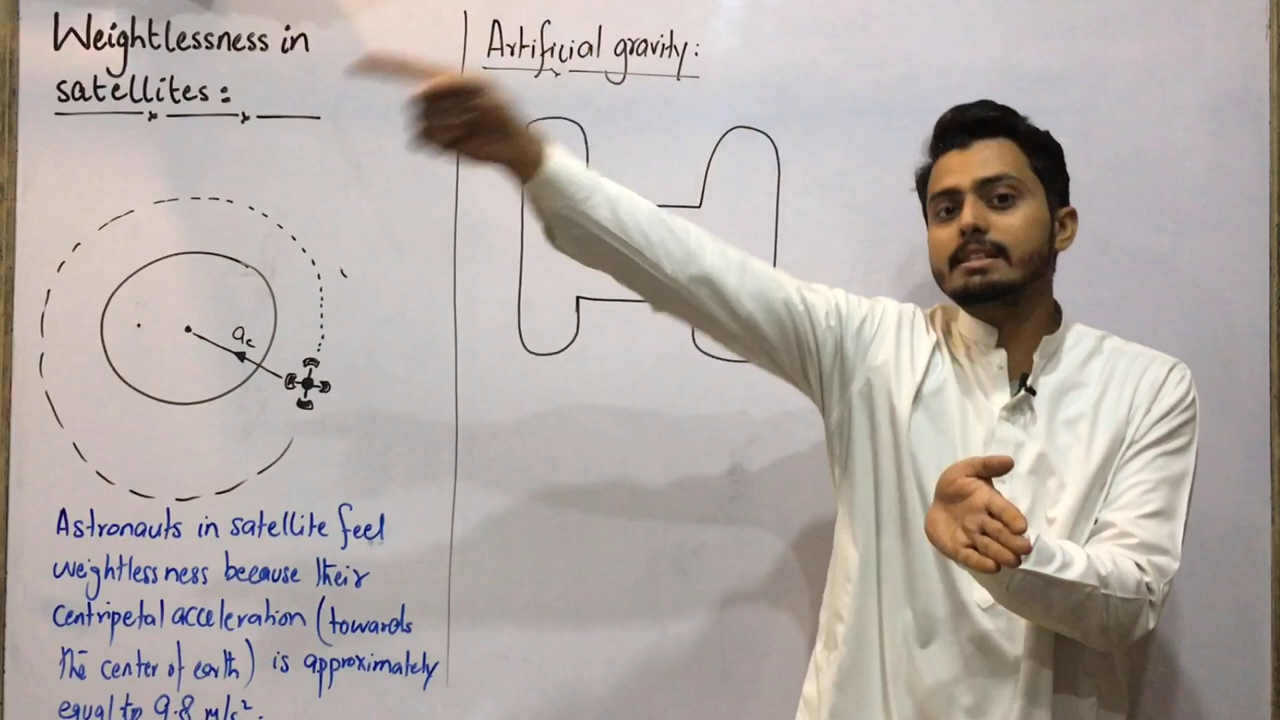 Weightlessness in
satellites:
Artificial gravity:
ac
Astronauts in satellite feel
weightlessness because their
centripetal acceleration (towards
the center of earth) is approximately
equal to 9.8 m/s².